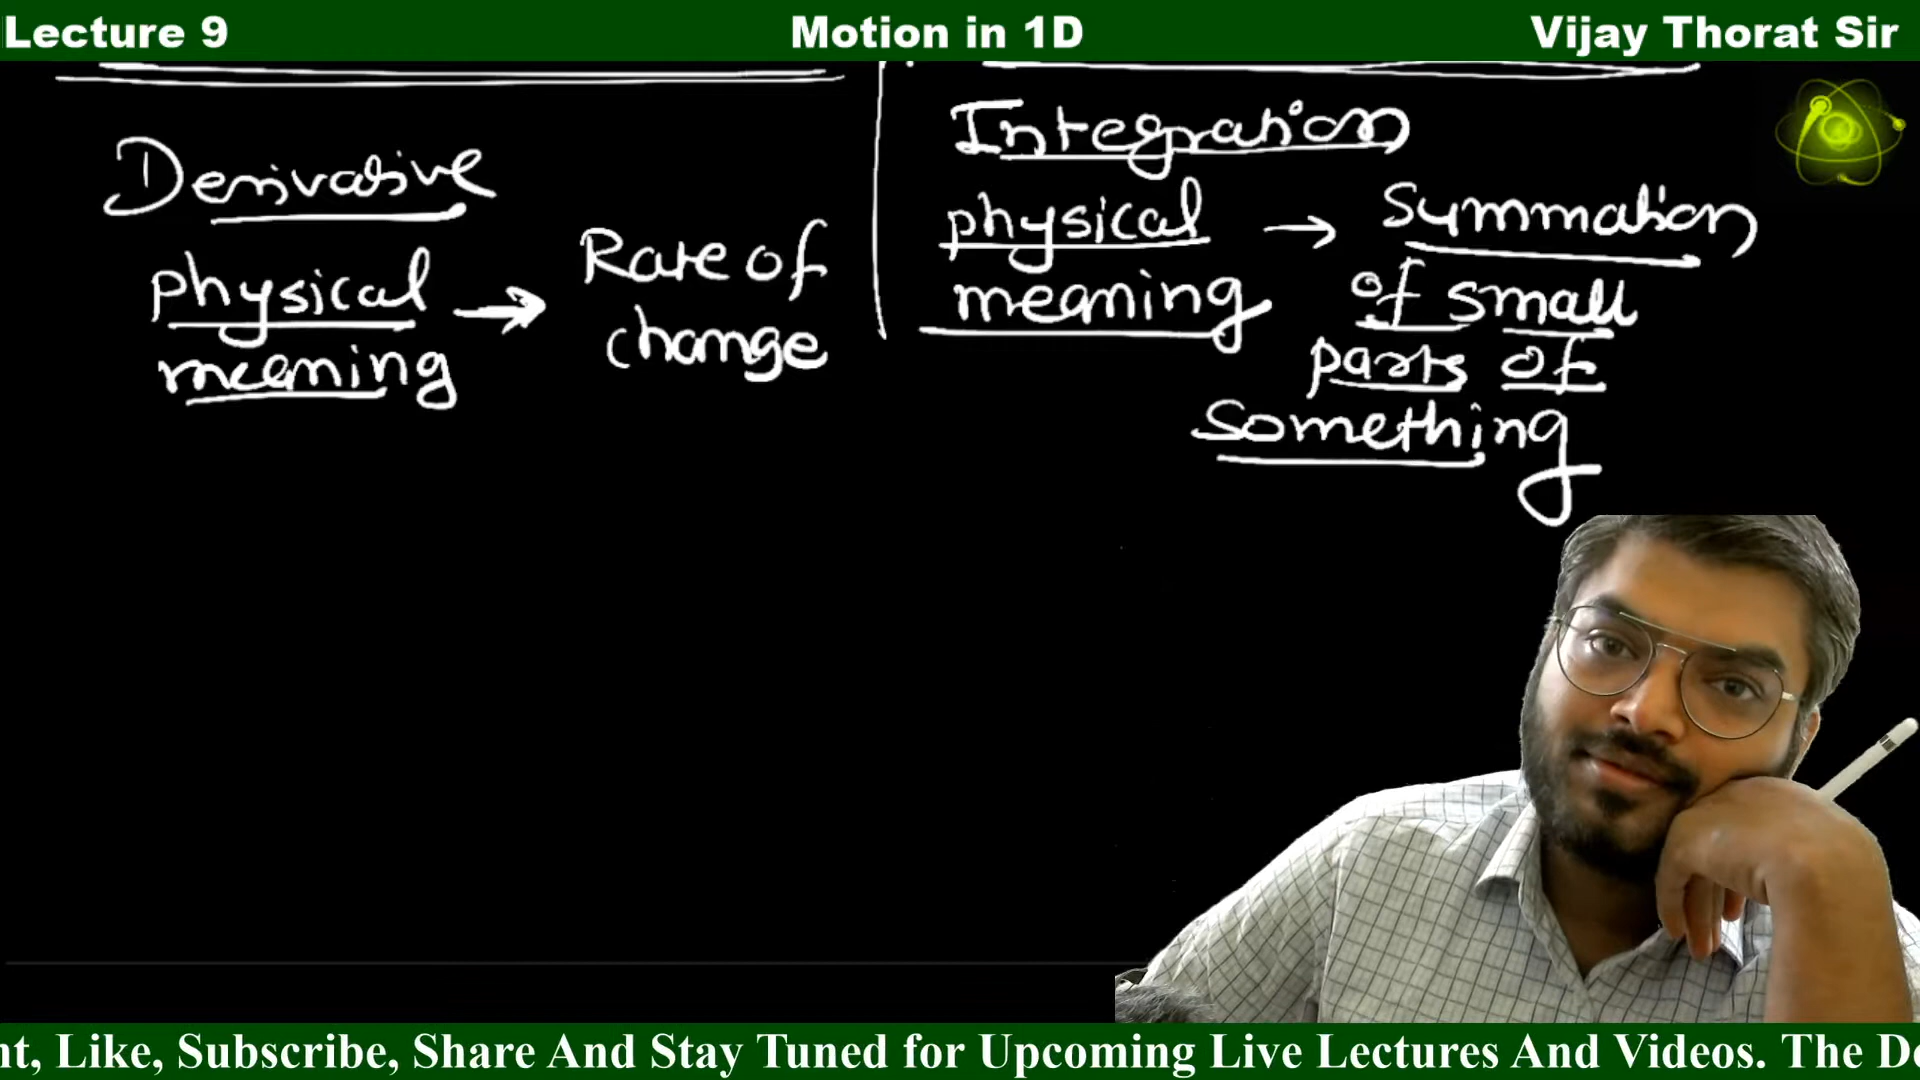 Lecture 9
Motion in 1D
Vijay Thorat Sir
Derivative
physical
meaning
→ Rate of
change
Integration
physical
meaning
→ Summation
of small
parts of
something
nt, Like, Subscribe, Share And Stay Tuned for Upcoming Live Lectures And Videos. The De